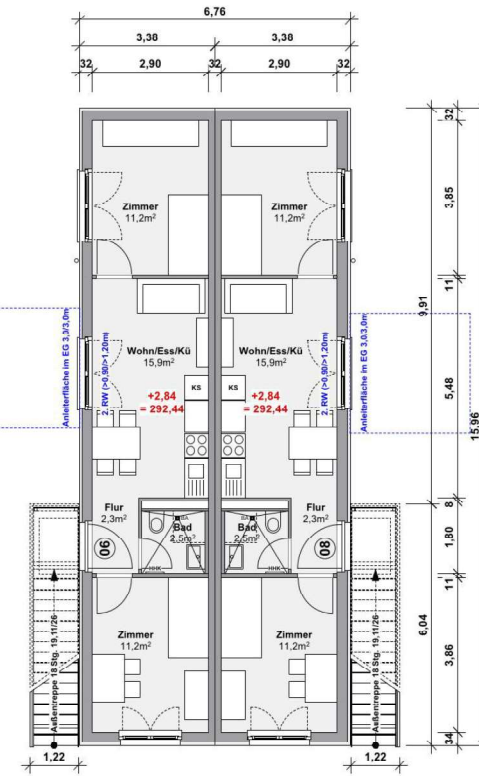 6,76
3,38 3,38
32 2,90 32 2,90 32
32
Zimmer
11,2m²
Zimmer
11,2m²
3,85
11
9,91
Anleiterfläche im EG 3,0/3,0m
2. RW (>0,90/>1,20m)
Wohn/Ess/Kü
15,9m²
Wohn/Ess/Kü
15,9m²
2. RW (>0,90/>1,20m)
Anleiterfläche im EG 3,0/3,0m
KS KS
+2,84
= 292,44
+2,84
= 292,44
5,48
15,96
Flur
2,3m²
BA
Bad
2,5m²
BA
Bad
2,5m²
Flur
2,3m²
8
1,80
06
HHK
HHK
08
11
6,04
Zimmer
11,2m²
Zimmer
11,2m²
3,86
Außentreppe 18 Stg. 19,11/26
Außentreppe 18 Stg. 19,11/26
34
1,22 1,22